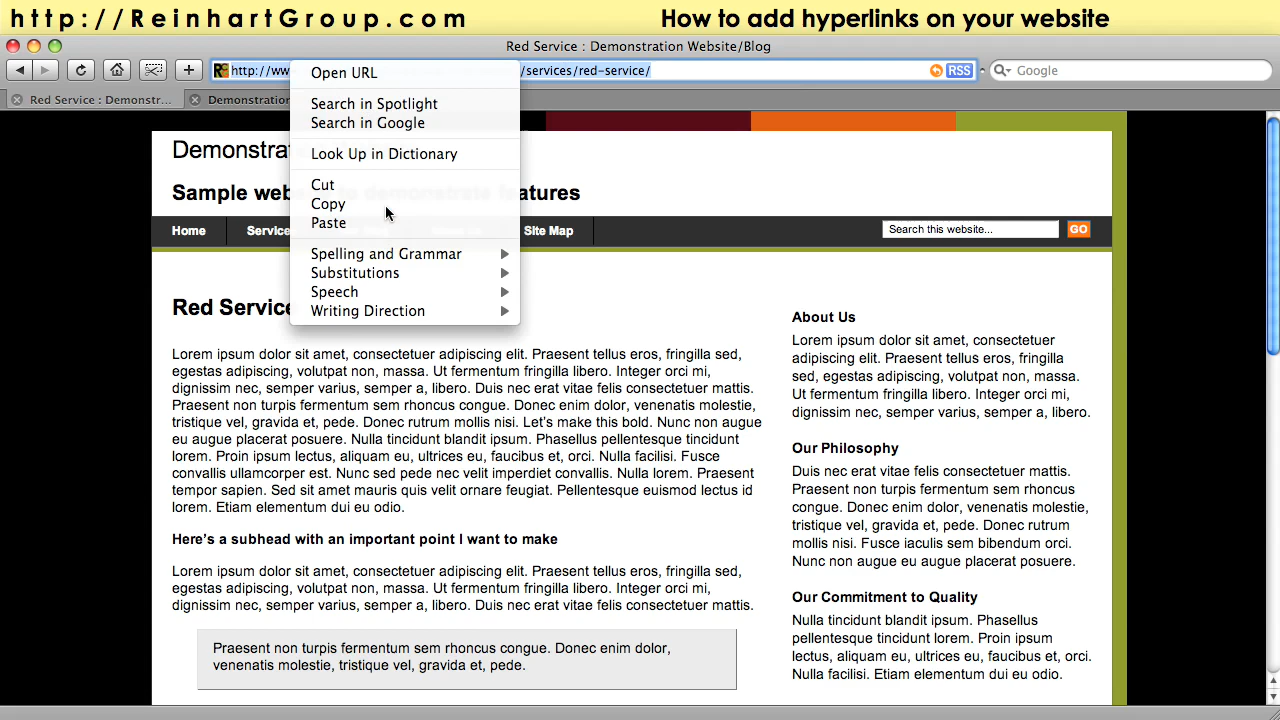 http://ReinhartGroup.com
How to add hyperlinks on your website
Red Service : Demonstration Website/Blog
http://ww
/services/red-service/
RSS
Google
Red Service : Demonstr...
Demonstration
Open URL
Search in Spotlight
Search in Google
Look Up in Dictionary
Cut
Copy
Paste
Spelling and Grammar
Substitutions
Speech
Writing Direction
Sample features
Home
Service
Site Map
Search this website...
GO
Red Service
Lorem ipsum dolor sit amet, consectetuer adipiscing elit. Praesent tellus eros, fringilla sed,
egestas adipiscing, volutpat non, massa. Ut fermentum fringilla libero. Integer orci mi,
dignissim nec, semper varius, semper a, libero. Duis nec erat vitae felis consectetuer mattis.
Praesent non turpis fermentum sem rhoncus congue. Donec enim dolor, venenatis molestie,
tristique vel, gravida et, pede. Donec rutrum mollis nisi. Let's make this bold. Nunc non augue
eu augue placerat posuere. Nulla tincidunt blandit ipsum. Phasellus pellentesque tincidunt
lorem. Proin ipsum lectus, aliquam eu, ultrices eu, faucibus et, orci. Nulla facilisi. Fusce
convallis ullamcorper est. Nunc sed pede nec velit imperdiet convallis. Nulla lorem. Praesent
tempor sapien. Sed sit amet mauris quis velit ornare feugiat. Pellentesque euismod lectus id
lorem. Etiam elementum dui eu odio.
Here's a subhead with an important point I want to make
Lorem ipsum dolor sit amet, consectetuer adipiscing elit. Praesent tellus eros, fringilla sed,
egestas adipiscing, volutpat non, massa. Ut fermentum fringilla libero. Integer orci mi,
dignissim nec, semper varius, semper a, libero. Duis nec erat vitae felis consectetuer mattis.
Praesent non turpis fermentum sem rhoncus congue. Donec enim dolor,
venenatis molestie, tristique vel, gravida et, pede.
About Us
Lorem ipsum dolor sit amet, consectetuer
adipiscing elit. Praesent tellus eros, fringilla
sed, egestas adipiscing, volutpat non, massa.
Ut fermentum fringilla libero. Integer orci mi,
dignissim nec, semper varius, semper a, libero.
Our Philosophy
Duis nec erat vitae felis consectetuer mattis.
Praesent non turpis fermentum sem rhoncus
congue. Donec enim dolor, venenatis molestie,
tristique vel, gravida et, pede. Donec rutrum
mollis nisi. Fusce iaculis sem bibendum orci.
Nunc non augue eu augue placerat posuere.
Our Commitment to Quality
Nulla tincidunt blandit ipsum. Phasellus
pellentesque tincidunt lorem. Proin ipsum
lectus, aliquam eu, ultrices eu, faucibus et, orci.
Nulla facilisi. Etiam elementum dui eu odio.